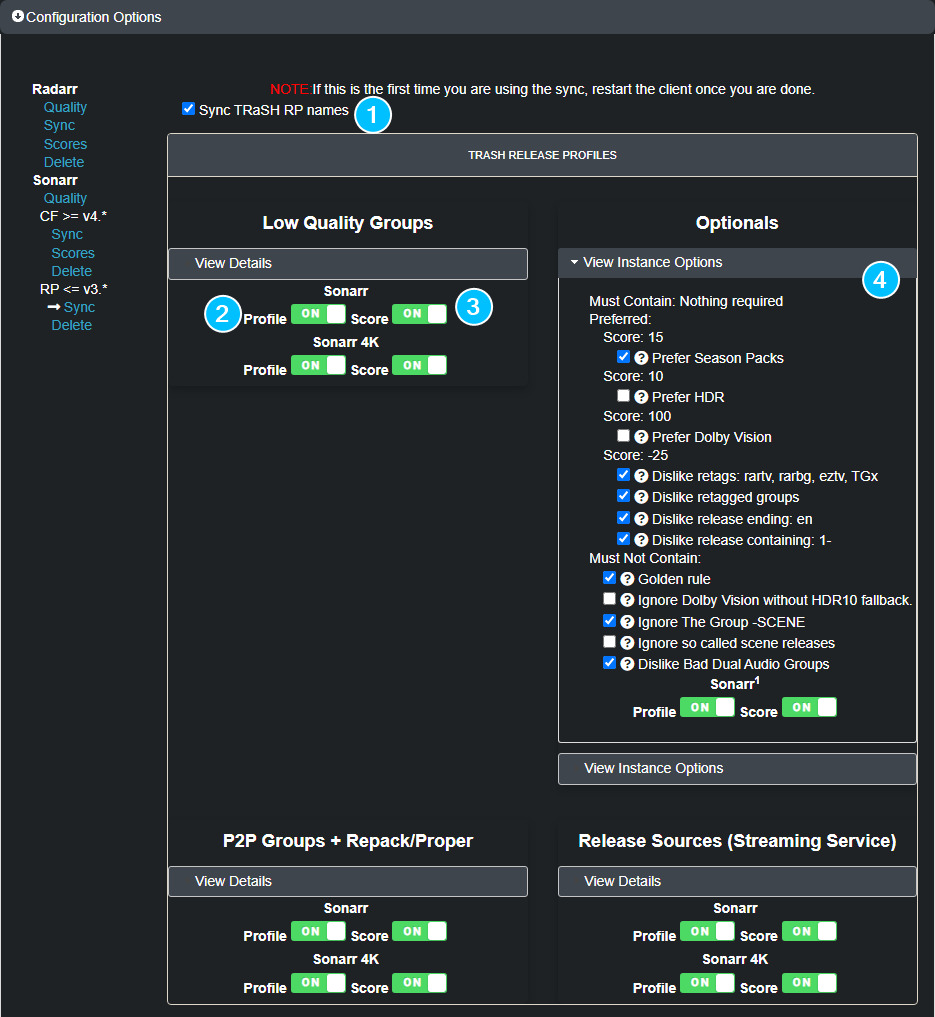 Configuration Options
Radarr
Quality
Sync
Scores
Delete
Sonarr
Quality
CF >= v4.*
Sync
Scores
Delete
RP <= v3.*
Sync
Delete
NOTE:If this is the first time you are using the sync, restart the client once you are done.
Sync TRaSH RP names 1
TRASH RELEASE PROFILES
Low Quality Groups
View Details
Sonarr
2 Profile ON Score ON 3
Sonarr 4K
Profile ON Score ON
Optionals
View Instance Options
4
Must Contain: Nothing required
Preferred:
Score: 15
? Prefer Season Packs
Score: 10
? Prefer HDR
Score: 100
? Prefer Dolby Vision
Score: -25
? Dislike retags: rartv, rarbg, eztv, TGx
? Dislike retagged groups
? Dislike release ending: en
? Dislike release containing: 1-
Must Not Contain:
? Golden rule
? Ignore Dolby Vision without HDR10 fallback.
? Ignore The Group -SCENE
? Ignore so called scene releases
? Dislike Bad Dual Audio Groups
Sonarr¹
Profile ON Score ON
View Instance Options
P2P Groups + Repack/Proper
View Details
Sonarr
Profile ON Score ON
Sonarr 4K
Profile ON Score ON
Release Sources (Streaming Service)
View Details
Sonarr
Profile ON Score ON
Sonarr 4K
Profile ON Score ON